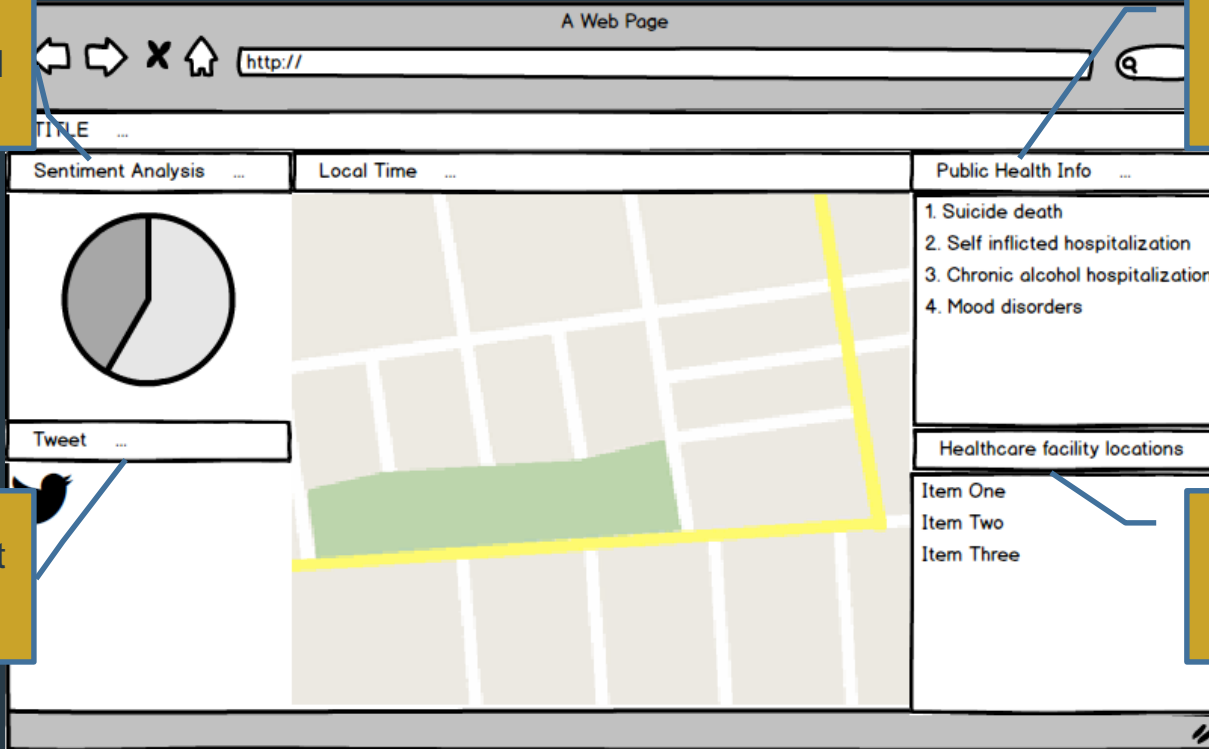 A Web Page
http://
TITLE ...
Sentiment Analysis ...
Local Time ...
Public Health Info ...
1. Suicide death
2. Self inflicted hospitalization
3. Chronic alcohol hospitalization
4. Mood disorders
Tweet ...
Healthcare facility locations
Item One
Item Two
Item Three